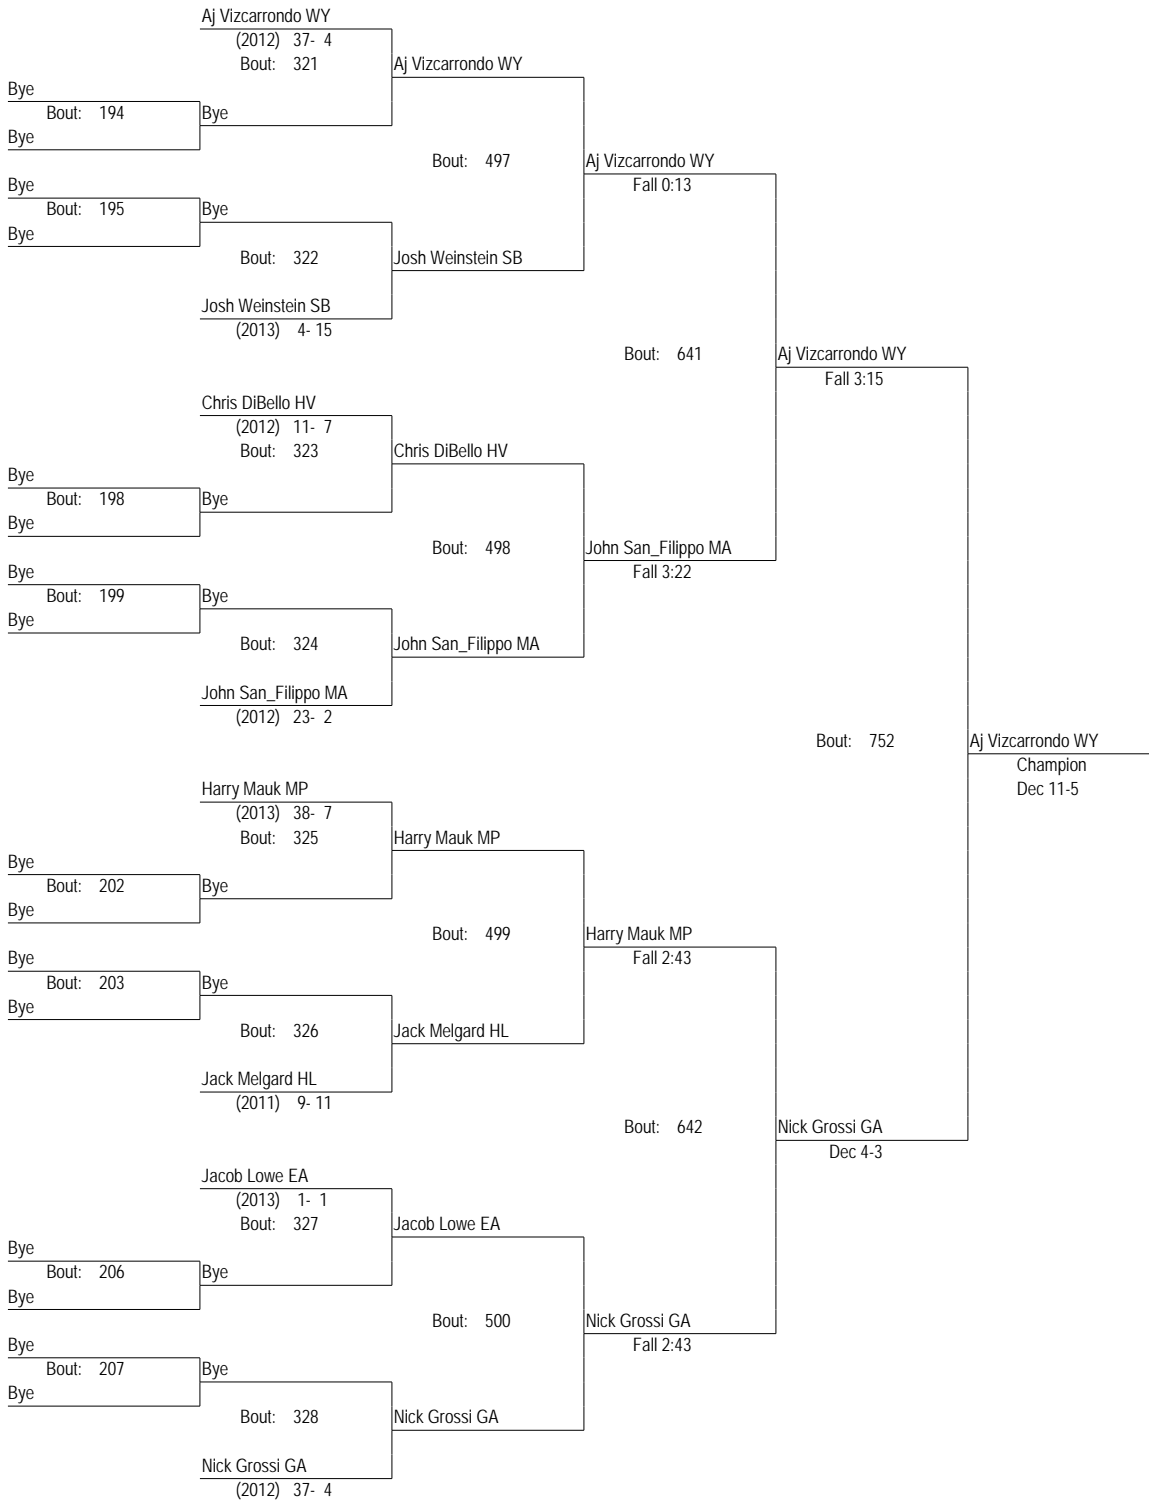 Aj Vizcarrondo WY
(2012) 37- 4
Bout: 321
Aj Vizcarrondo WY
Bye
Bout: 194
Bye
Bye
Bout: 497
Aj Vizcarrondo WY
Fall 0:13
Bye
Bout: 195
Bye
Bye
Bout: 322
Josh Weinstein SB
Josh Weinstein SB
(2013) 4- 15
Bout: 641
Aj Vizcarrondo WY
Fall 3:15
Chris DiBello HV
(2012) 11- 7
Bout: 323
Chris DiBello HV
Bye
Bout: 198
Bye
Bye
Bout: 498
John San_Filippo MA
Fall 3:22
Bye
Bout: 199
Bye
Bye
Bout: 324
John San_Filippo MA
John San_Filippo MA
(2012) 23- 2
Bout: 752
Aj Vizcarrondo WY
Champion
Dec 11-5
Harry Mauk MP
(2013) 38- 7
Bout: 325
Harry Mauk MP
Bye
Bout: 202
Bye
Bye
Bout: 499
Harry Mauk MP
Fall 2:43
Bye
Bout: 203
Bye
Bye
Bout: 326
Jack Melgard HL
Jack Melgard HL
(2011) 9- 11
Bout: 642
Nick Grossi GA
Dec 4-3
Jacob Lowe EA
(2013) 1- 1
Bout: 327
Jacob Lowe EA
Bye
Bout: 206
Bye
Bye
Bout: 500
Nick Grossi GA
Fall 2:43
Bye
Bout: 207
Bye
Bye
Bout: 328
Nick Grossi GA
Nick Grossi GA
(2012) 37- 4